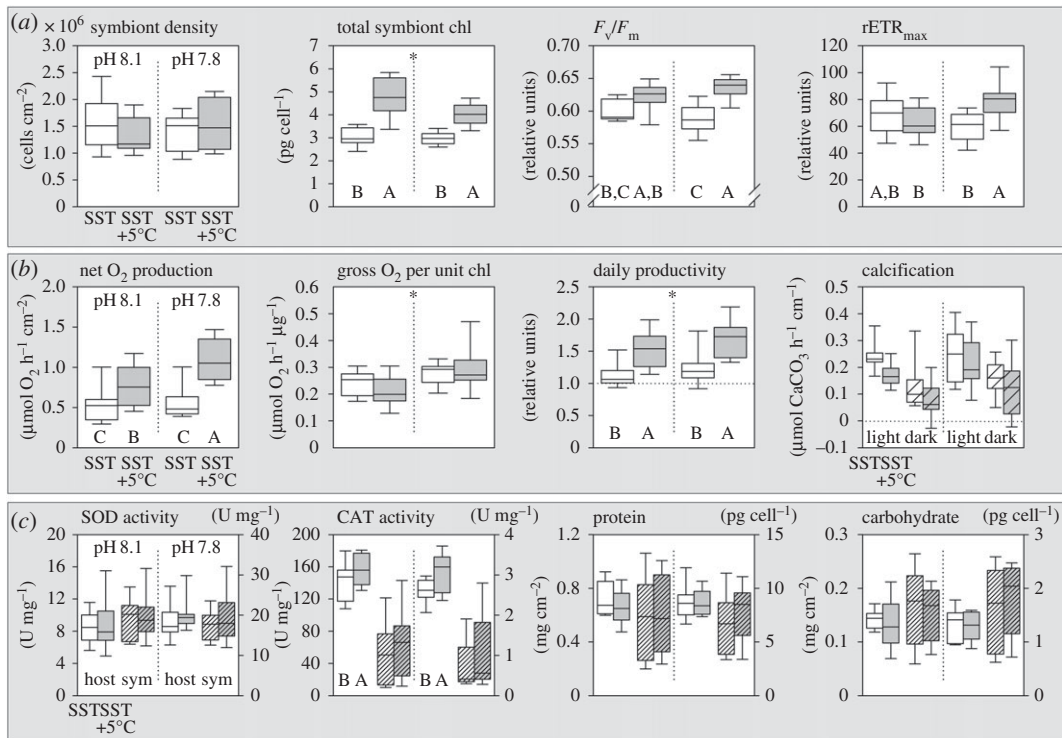 (a)
× 10⁶ symbiont density
total symbiont chl
Fv/Fm
rETRmax
(cells cm⁻²)
3.0
2.5
2.0
1.5
1.0
0.5
0
pH 8.1 pH 7.8
SST SST +5°C SST SST +5°C
(pg cell⁻¹)
7
6
5
4
3
2
1
0
*
B A B A
(relative units)
0.70
0.65
0.60
0.55
0.50
0
B,C A,B C A
(relative units)
120
100
80
60
40
20
0
A,B B B A
(b)
net O₂ production
gross O₂ per unit chl
daily productivity
calcification
(µmol O₂ h⁻¹ cm⁻²)
2.0
1.5
1.0
0.5
0
pH 8.1 pH 7.8
C B C A
SST SST +5°C SST SST +5°C
(µmol O₂ h⁻¹ µg⁻¹)
0.6
0.5
0.4
0.3
0.2
0.1
0
*
(relative units)
2.5
2.0
1.5
1.0
0.5
0
*
B A B A
(µmol CaCO₃ h⁻¹ cm⁻¹)
0.5
0.4
0.3
0.2
0.1
0
−0.1
light dark light dark
SSTSST
+5°C
(c)
SOD activity (U mg⁻¹)
CAT activity (U mg⁻¹)
protein (pg cell⁻¹)
carbohydrate (pg cell⁻¹)
(U mg⁻¹)
20
16
12
8
4
0
pH 8.1 pH 7.8
host sym host sym
SSTSST
+5°C
40
30
20
10
0
(U mg⁻¹)
200
160
120
80
40
0
B A B A
4
3
2
1
0
(mg cm⁻²)
1.2
0.8
0.4
0
15
10
5
0
(mg cm⁻²)
0.3
0.2
0.1
0
3
2
1
0